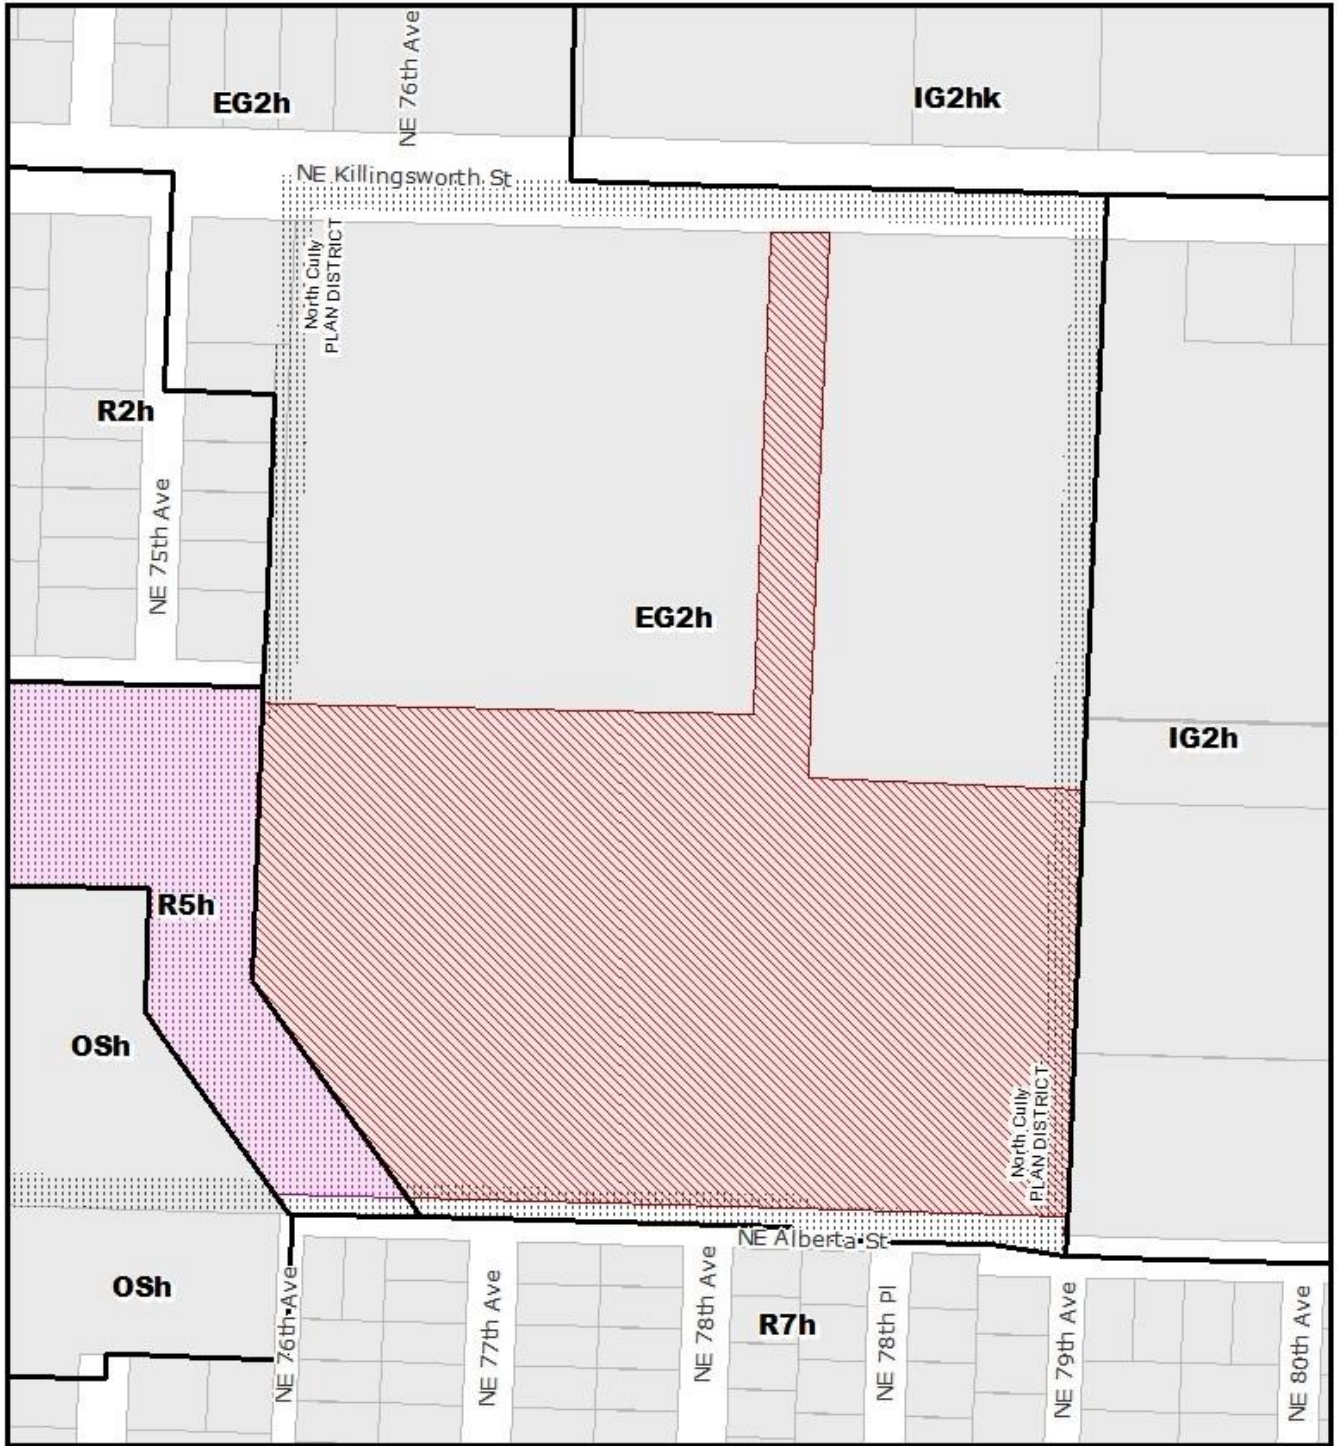 NE 76th Ave
EG2h
IG2hk
NE Killingsworth St
North Cully
PLAN DISTRICT
R2h
NE 75th Ave
EG2h
IG2h
R5h
OSh
North Cully
PLAN DISTRICT
NE Alberta St
OSh
NE 76th Ave
NE 77th Ave
NE 78th Ave
R7h
NE 78th Pl
NE 79th Ave
NE 80th Ave